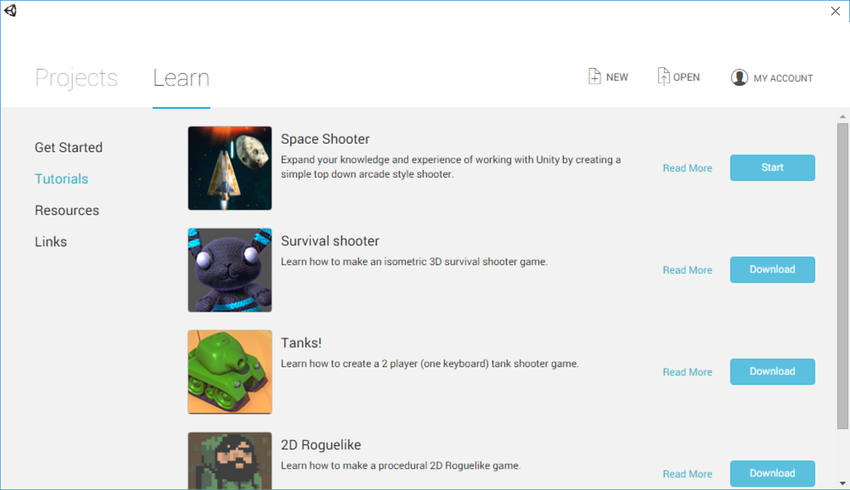 Projects
Learn
NEW
OPEN
MY ACCOUNT
Get Started
Tutorials
Resources
Links
Space Shooter
Expand your knowledge and experience of working with Unity by creating a
simple top down arcade style shooter.
Read More
Start
Survival shooter
Learn how to make an isometric 3D survival shooter game.
Read More
Download
Tanks!
Learn how to create a 2 player (one keyboard) tank shooter game.
Read More
Download
2D Roguelike
Learn how to make a procedural 2D Roguelike game.
Read More
Download